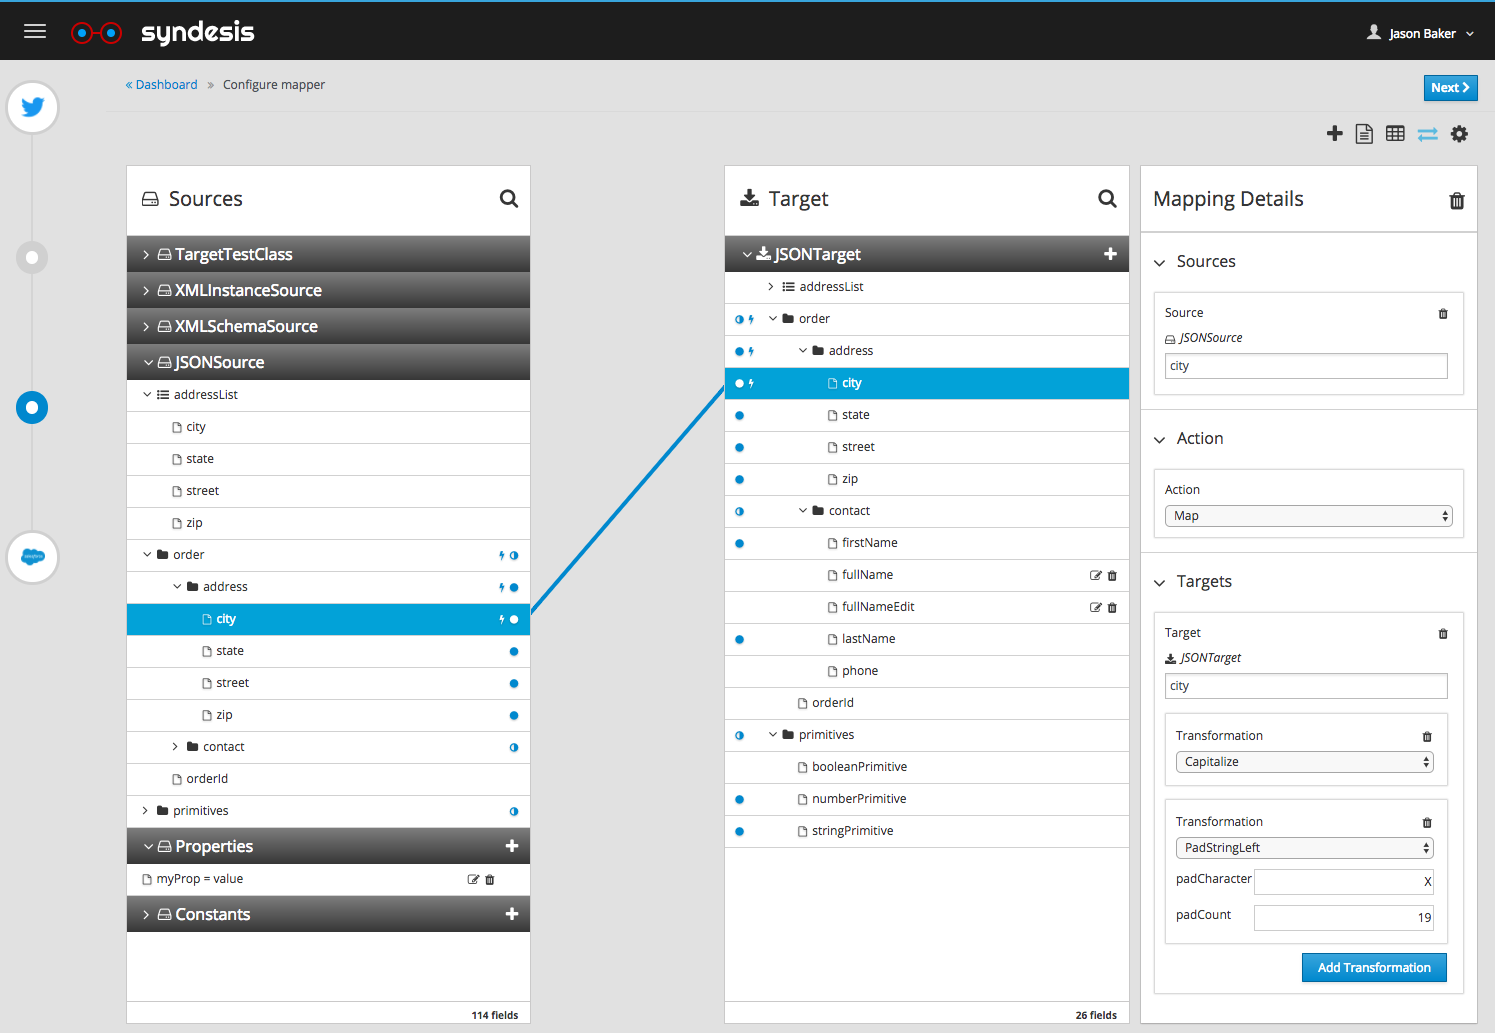 syndesis
Jason Baker
« Dashboard » Configure mapper
Next
Sources
TargetTestClass
XMLInstanceSource
XMLSchemaSource
JSONSource
addressList
city
state
street
zip
order
address
city
state
street
zip
contact
orderId
primitives
Properties
myProp = value
Constants
114 fields
Target
JSONTarget
addressList
order
address
city
state
street
zip
contact
firstName
fullName
fullNameEdit
lastName
phone
orderId
primitives
booleanPrimitive
numberPrimitive
stringPrimitive
26 fields
Mapping Details
Sources
Source
JSONSource
city
Action
Action
Map
Targets
Target
JSONTarget
city
Transformation
Capitalize
Transformation
PadStringLeft
padCharacter X
padCount 19
Add Transformation